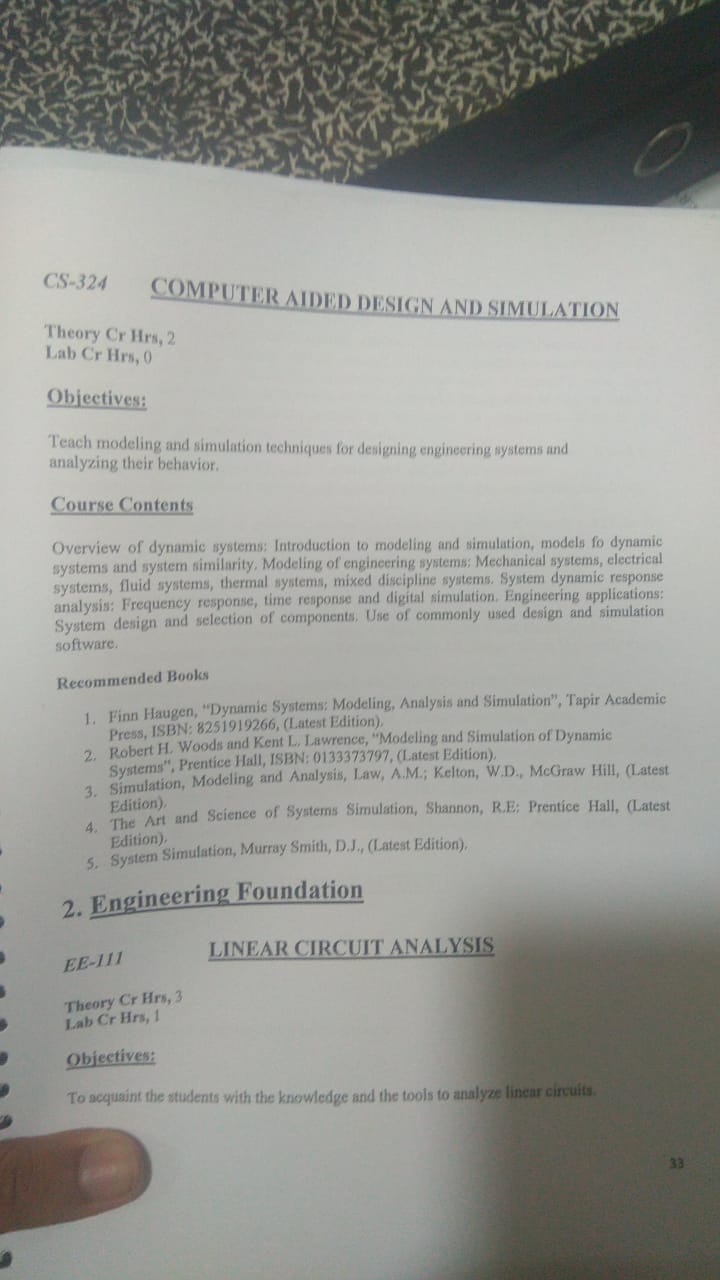 CS-324 COMPUTER AIDED DESIGN AND SIMULATION
Theory Cr Hrs, 2
Lab Cr Hrs, 0
Objectives:
Teach modeling and simulation techniques for designing engineering systems and
analyzing their behavior.
Course Contents
Overview of dynamic systems: Introduction to modeling and simulation, models fo dynamic
systems and system similarity. Modeling of engineering systems: Mechanical systems, electrical
systems, fluid systems, thermal systems, mixed discipline systems. System dynamic response
analysis: Frequency response, time response and digital simulation. Engineering applications:
System design and selection of components. Use of commonly used design and simulation
software.
Recommended Books
1. Finn Haugen, “Dynamic Systems: Modeling, Analysis and Simulation”, Tapir Academic
Press, ISBN: 8251919266, (Latest Edition).
2. Robert H. Woods and Kent L. Lawrence, “Modeling and Simulation of Dynamic
Systems”, Prentice Hall, ISBN: 0133373797, (Latest Edition).
3. Simulation, Modeling and Analysis, Law, A.M.; Kelton, W.D., McGraw Hill, (Latest
Edition).
4. The Art and Science of Systems Simulation, Shannon, R.E: Prentice Hall, (Latest
Edition).
5. System Simulation, Murray Smith, D.J., (Latest Edition).
2. Engineering Foundation
EE-111 LINEAR CIRCUIT ANALYSIS
Theory Cr Hrs, 3
Lab Cr Hrs, 1
Objectives:
To acquaint the students with the knowledge and the tools to analyze linear circuits.
33